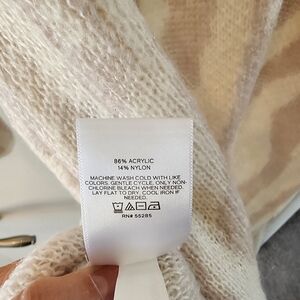 86% ACRYLIC
14% NYLON
MACHINE WASH COLD WITH LIKE
COLORS. GENTLE CYCLE. ONLY NON-
CHLORINE BLEACH WHEN NEEDED.
LAY FLAT TO DRY. COOL IRON IF
NEEDED.
RN# 55285